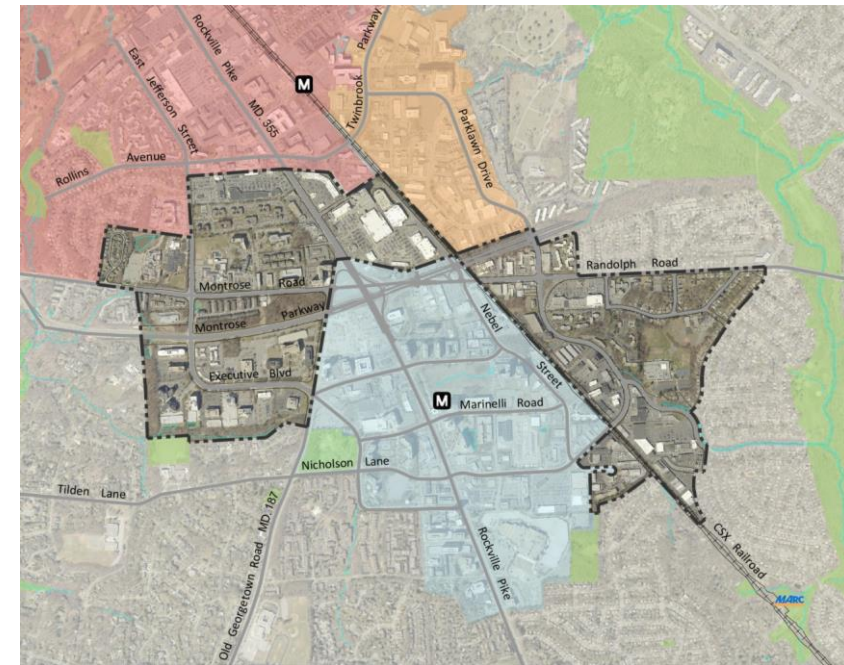 Rockville Pike MD. 355
East Jefferson Street
Twinbrook Parkway
M
Parklawn Drive
Rollins Avenue
Randolph Road
Montrose Road
Montrose Parkway
Nebel Street
Executive Blvd
M
Marinelli Road
Nicholson Lane
Tilden Lane
Old Georgetown Road MD. 187
Rockville Pike
CSX Railroad
MARC